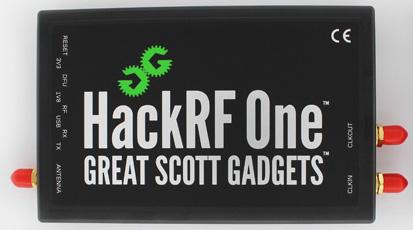 HackRF One™
GREAT SCOTT GADGETS™
RESET
3V3
DFU
1V8
RF
USB
RX
TX
ANTENNA
CE
CLKOUT
CLKIN